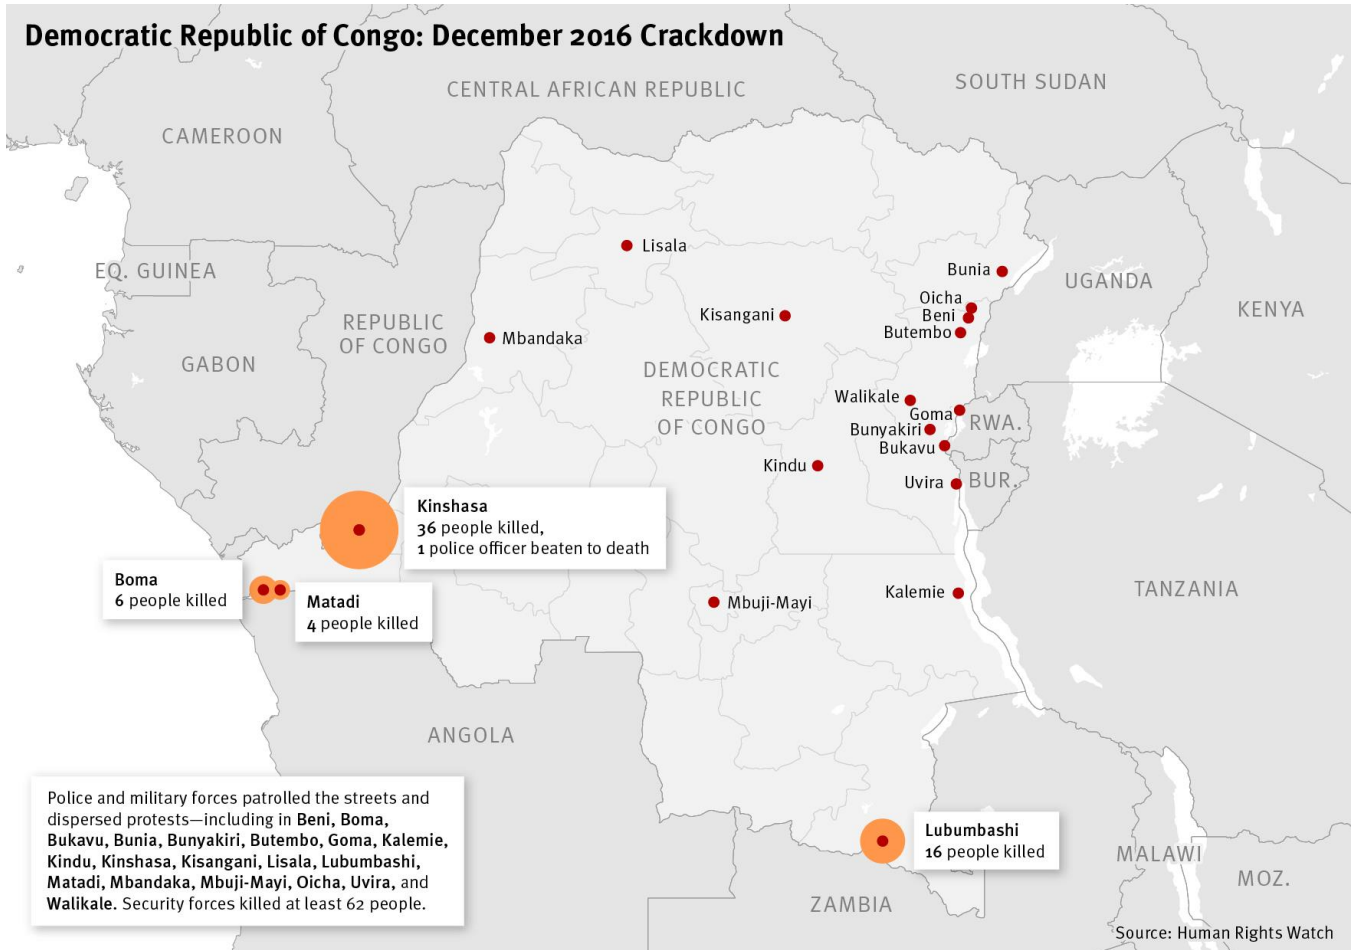 Democratic Republic of Congo: December 2016 Crackdown
SOUTH SUDAN
CENTRAL AFRICAN REPUBLIC
CAMEROON
Lisala
Bunia
EQ. GUINEA
UGANDA
Oicha
Beni
Butembo
Kisangani
KENYA
REPUBLIC
OF CONGO
Mbandaka
GABON
DEMOCRATIC
REPUBLIC
OF CONGO
Walikale
Goma
RWA.
Bunyakiri
Bukavu
Kindu
Uvira
BUR.
Kinshasa
36 people killed,
1 police officer beaten to death
Boma
6 people killed
Matadi
4 people killed
Mbuji-Mayi
Kalemie
TANZANIA
ANGOLA
Police and military forces patrolled the streets and
dispersed protests—including in Beni, Boma,
Bukavu, Bunia, Bunyakiri, Butembo, Goma, Kalemie,
Kindu, Kinshasa, Kisangani, Lisala, Lubumbashi,
Matadi, Mbandaka, Mbuji-Mayi, Oicha, Uvira, and
Walikale. Security forces killed at least 62 people.
Lubumbashi
16 people killed
MALAWI
MOZ.
ZAMBIA
Source: Human Rights Watch